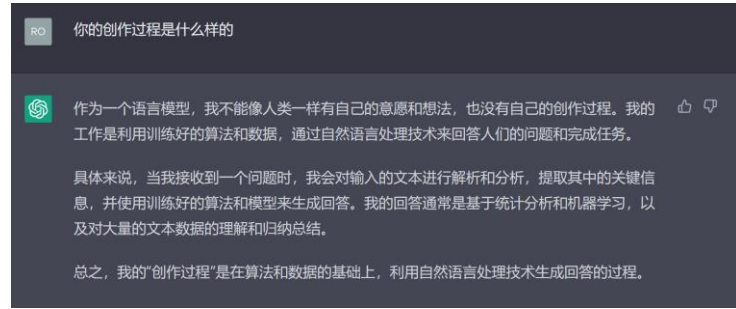 RO
你的创作过程是什么样的
作为一个语言模型，我不能像人类一样有自己的意愿和想法，也没有自己的创作过程。我的
工作是利用训练好的算法和数据，通过自然语言处理技术来回答人们的问题和完成任务。
具体来说，当我接收到一个问题时，我会对输入的文本进行解析和分析，提取其中的关键信
息，并使用训练好的算法和模型来生成回答。我的回答通常是基于统计分析和机器学习，以
及对大量的文本数据的理解和归纳总结。
总之，我的“创作过程”是在算法和数据的基础上，利用自然语言处理技术生成回答的过程。